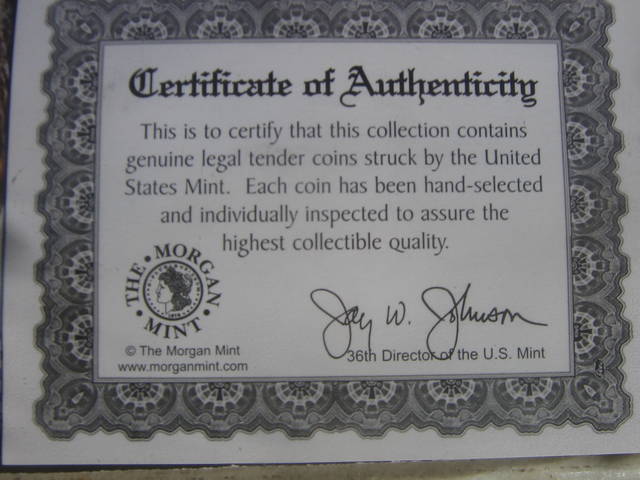 Certificate of Authenticity
This is to certify that this collection contains
genuine legal tender coins struck by the United
States Mint. Each coin has been hand-selected
and individually inspected to assure the
highest collectible quality.
THE • MORGAN • MINT •
Jay W. Johnson
© The Morgan Mint
www.morganmint.com
36th Director of the U.S. Mint